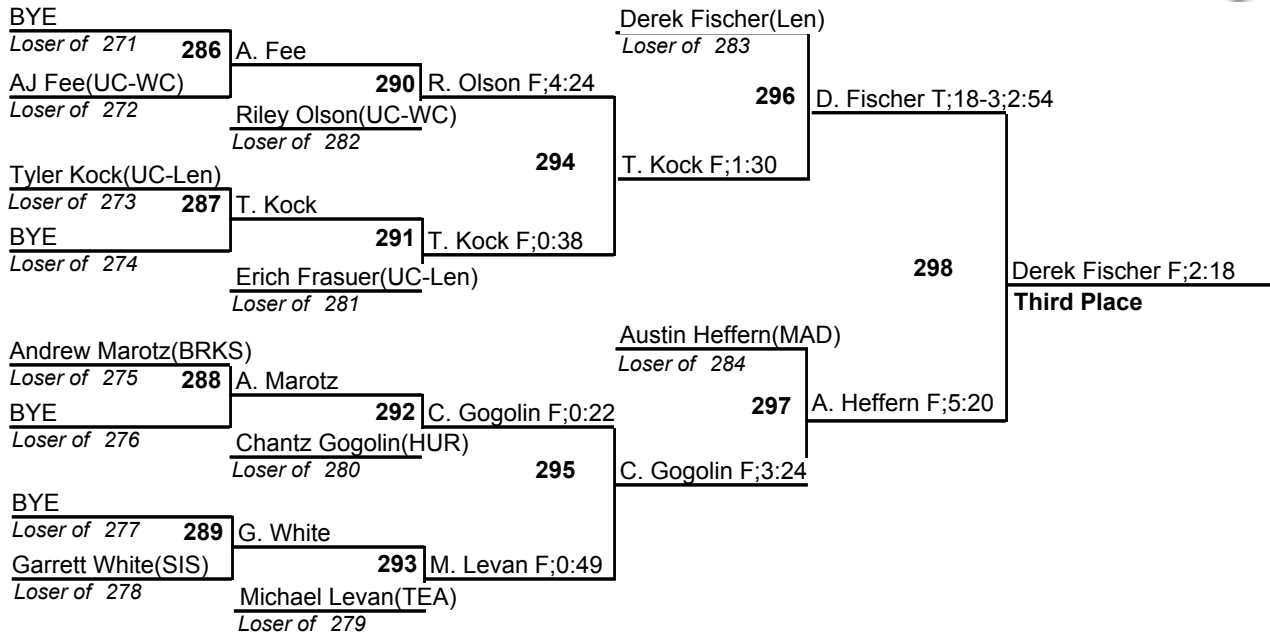 BYE
Loser of 271
286
A. Fee
AJ Fee(UC-WC)
Loser of 272
290
R. Olson F;4:24
Riley Olson(UC-WC)
Loser of 282
Tyler Kock(UC-Len)
Loser of 273
287
T. Kock
BYE
Loser of 274
291
T. Kock F;0:38
Erich Frasuer(UC-Len)
Loser of 281
294
T. Kock F;1:30
Derek Fischer(Len)
Loser of 283
296
D. Fischer T;18-3;2:54
Andrew Marotz(BRKS)
Loser of 275
288
A. Marotz
BYE
Loser of 276
292
C. Gogolin F;0:22
Chantz Gogolin(HUR)
Loser of 280
BYE
Loser of 277
289
G. White
Garrett White(SIS)
Loser of 278
293
M. Levan F;0:49
Michael Levan(TEA)
Loser of 279
295
C. Gogolin F;3:24
Austin Heffern(MAD)
Loser of 284
297
A. Heffern F;5:20
298
Derek Fischer F;2:18
Third Place